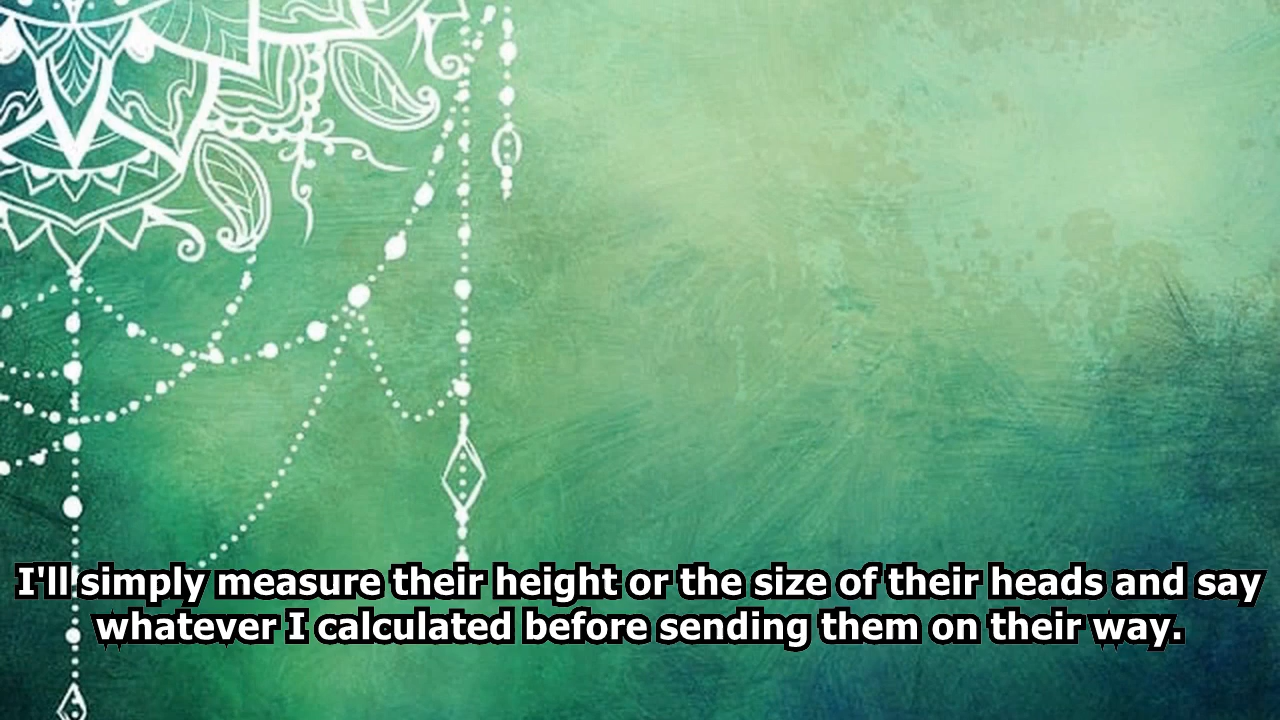 I'll simply measure their height or the size of their heads and say
whatever I calculated before sending them on their way.